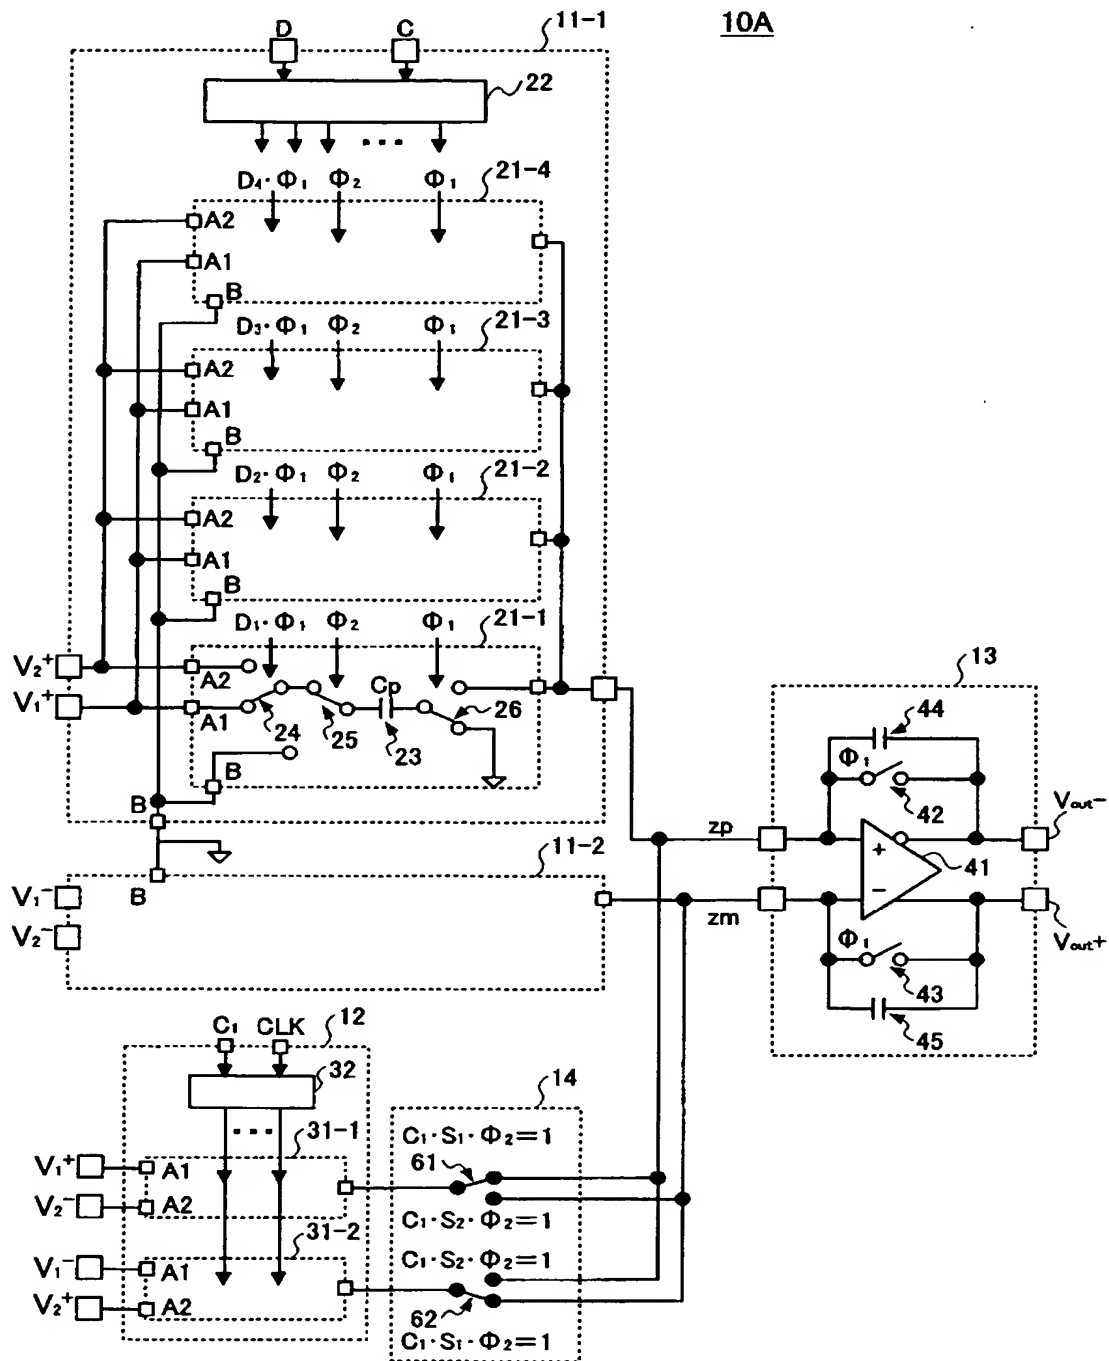 10A
11-1
D C
22
D₄·Φ₁ Φ₂ Φ₁ 21-4
A2
A1
B
D₃·Φ₁ Φ₂ Φ₁ 21-3
A2
A1
B
D₂·Φ₁ Φ₂ Φ₁ 21-2
A2
A1
B
D₁·Φ₁ Φ₂ Φ₁ 21-1
V₂⁺ A2
V₁⁺ A1 24 25 Cp 23 26
B
B
13
44
Φ₁
42
Vout-
zp
+
41
−
zm
Vout+
Φ₁
43
45
11-2
B
V₁⁻
V₂⁻
C₁ CLK 12
32
14
31-1
C₁·S₁·Φ₂=1
61
V₁⁺ A1
V₂⁻ A2
C₁·S₂·Φ₂=1
31-2
C₁·S₂·Φ₂=1
V₁⁻ A1
V₂⁺ A2
62
C₁·S₁·Φ₂=1